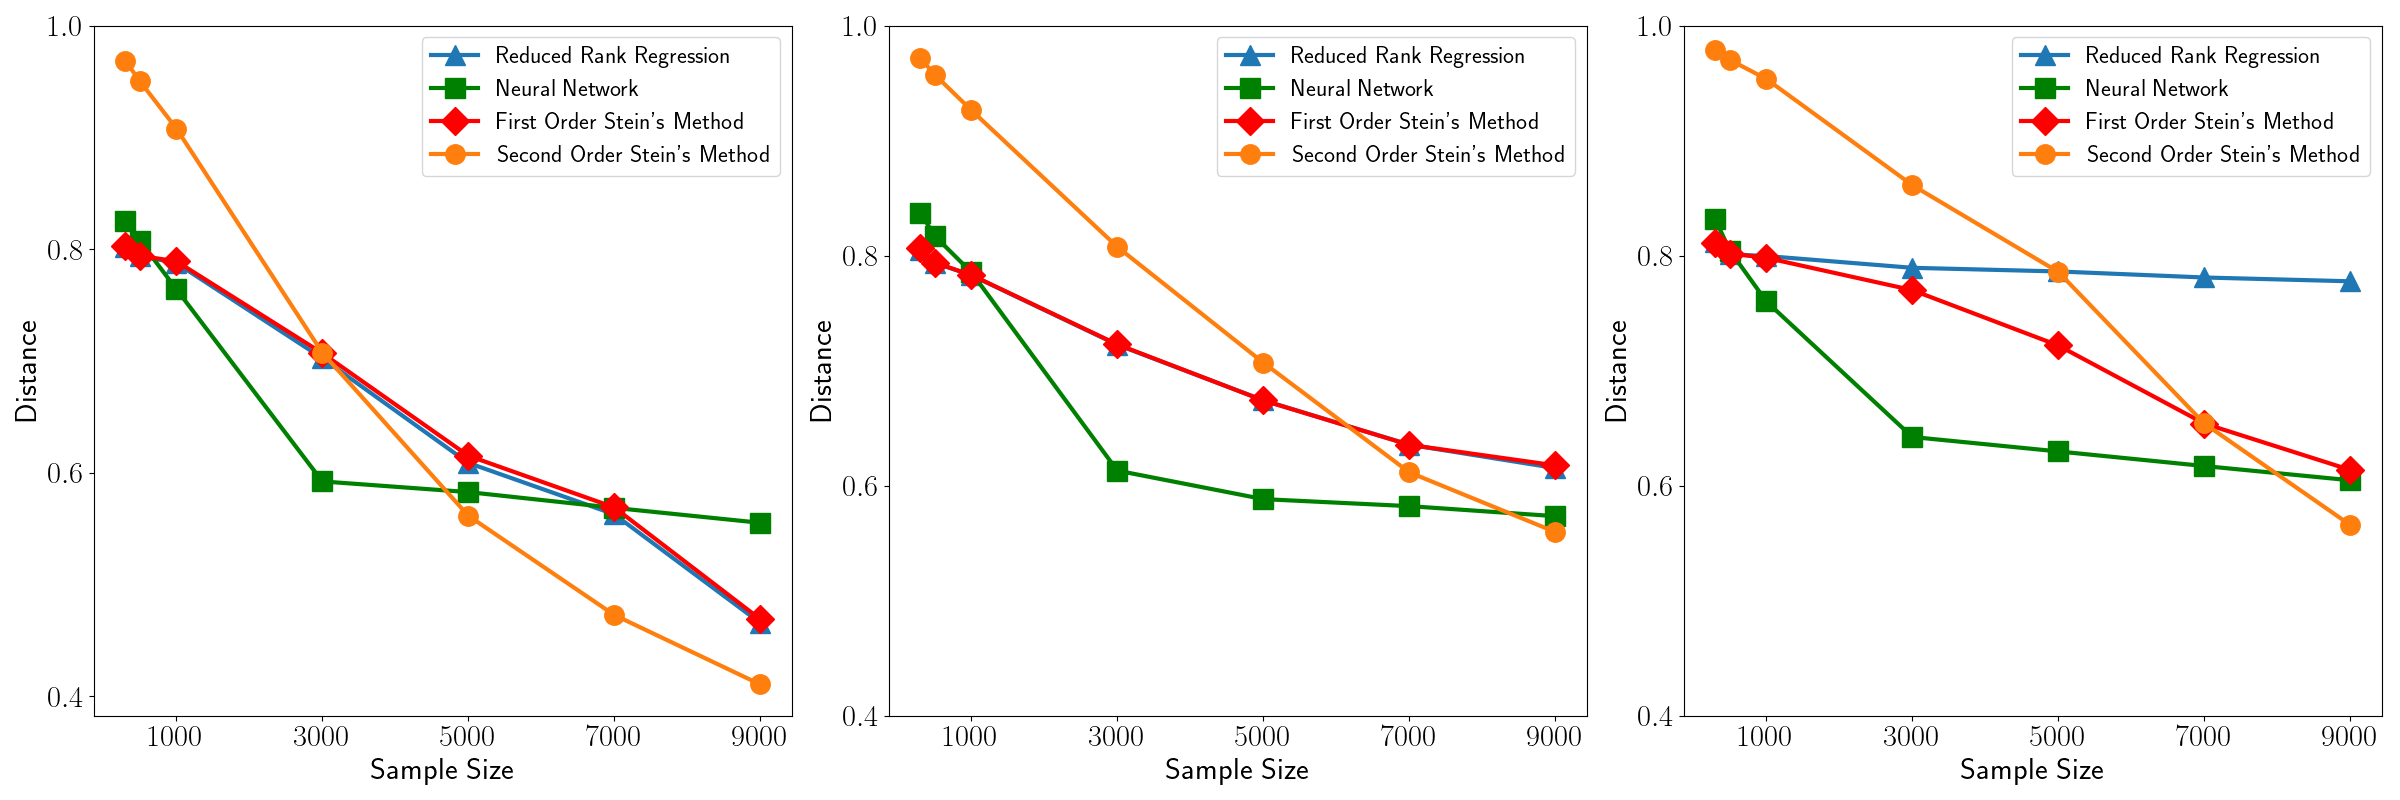 1.0
0.8
0.6
0.4
Distance
1000 3000 5000 7000 9000
Sample Size
Reduced Rank Regression
Neural Network
First Order Stein's Method
Second Order Stein's Method
1.0
0.8
0.6
0.4
Distance
1000 3000 5000 7000 9000
Sample Size
Reduced Rank Regression
Neural Network
First Order Stein's Method
Second Order Stein's Method
1.0
0.8
0.6
0.4
Distance
1000 3000 5000 7000 9000
Sample Size
Reduced Rank Regression
Neural Network
First Order Stein's Method
Second Order Stein's Method